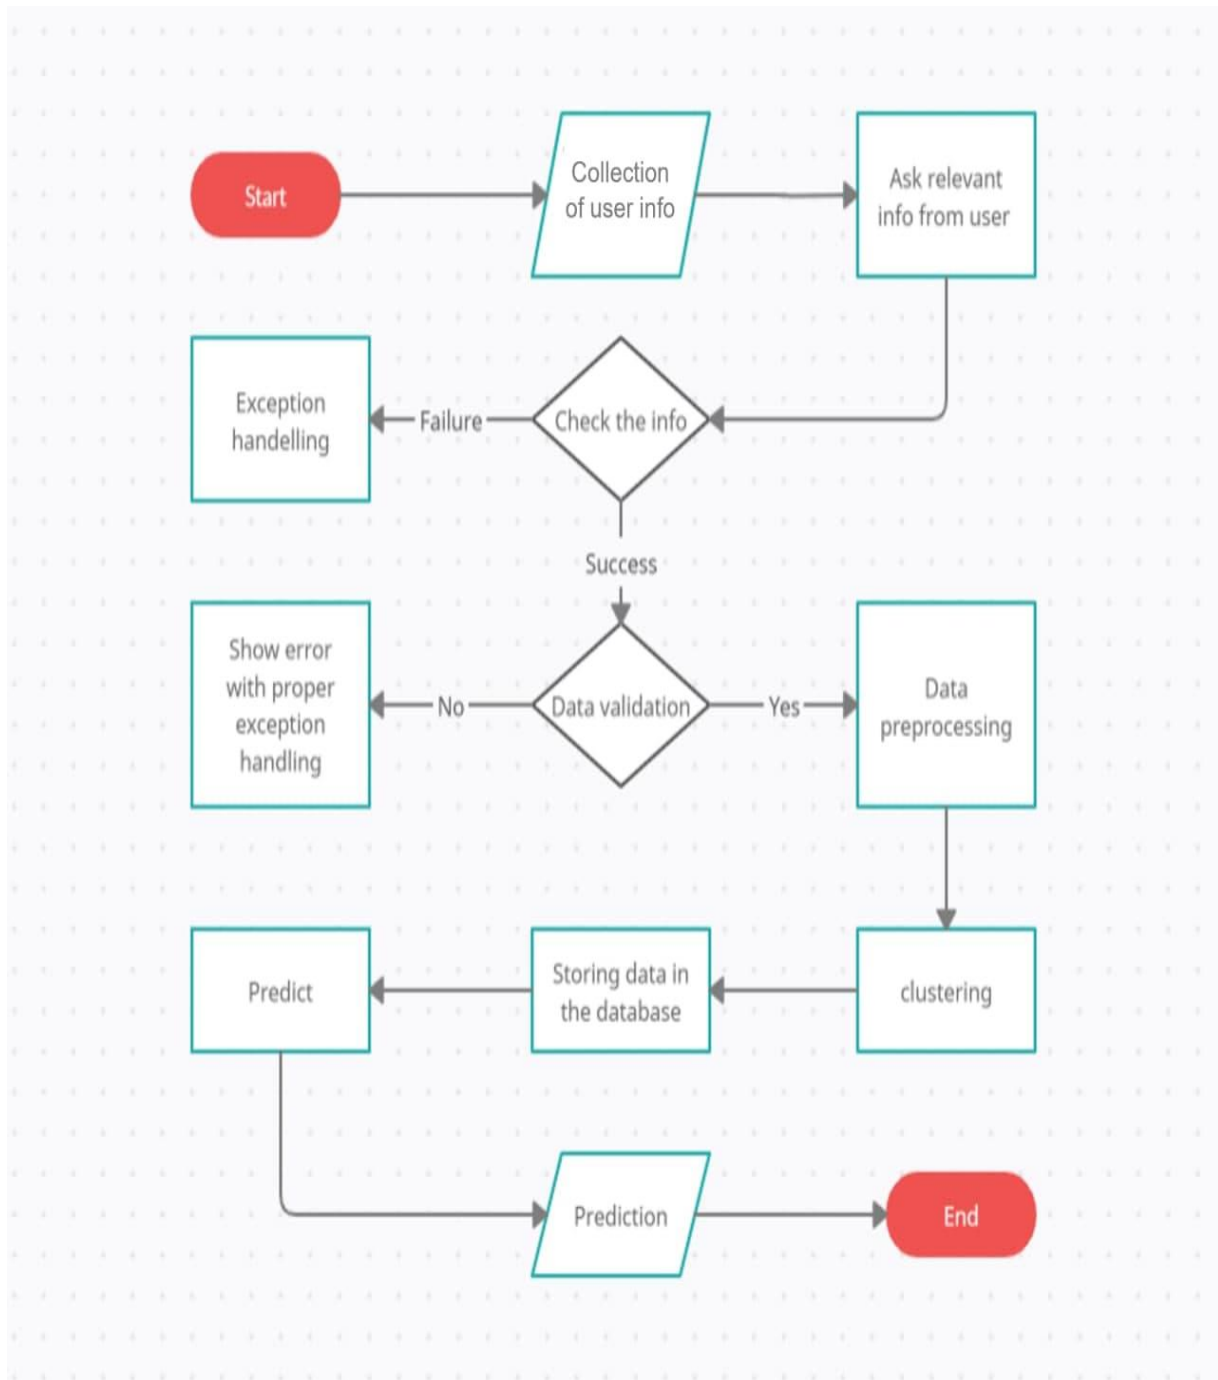 Start
Collection
of user info
Ask relevant
info from user
Exception
handelling
Failure
Check the info
Success
Show error
with proper
exception
handling
No
Data validation
Yes
Data
preprocessing
Predict
Storing data in
the database
clustering
Prediction
End